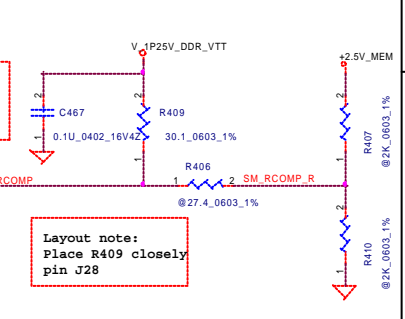 V_1P25V_DDR_VTT
+2.5V_MEM
2
2
2
C467
R409
R407
@2K_0603_1%
1
0.1U_0402_16V4Z
30.1_0603_1%
1
1
R406
RCOMP
1
2
SM_RCOMP_R
@27.4_0603_1%
2
R410
@2K_0603_1%
1
Layout note:
Place R409 closely
pin J28